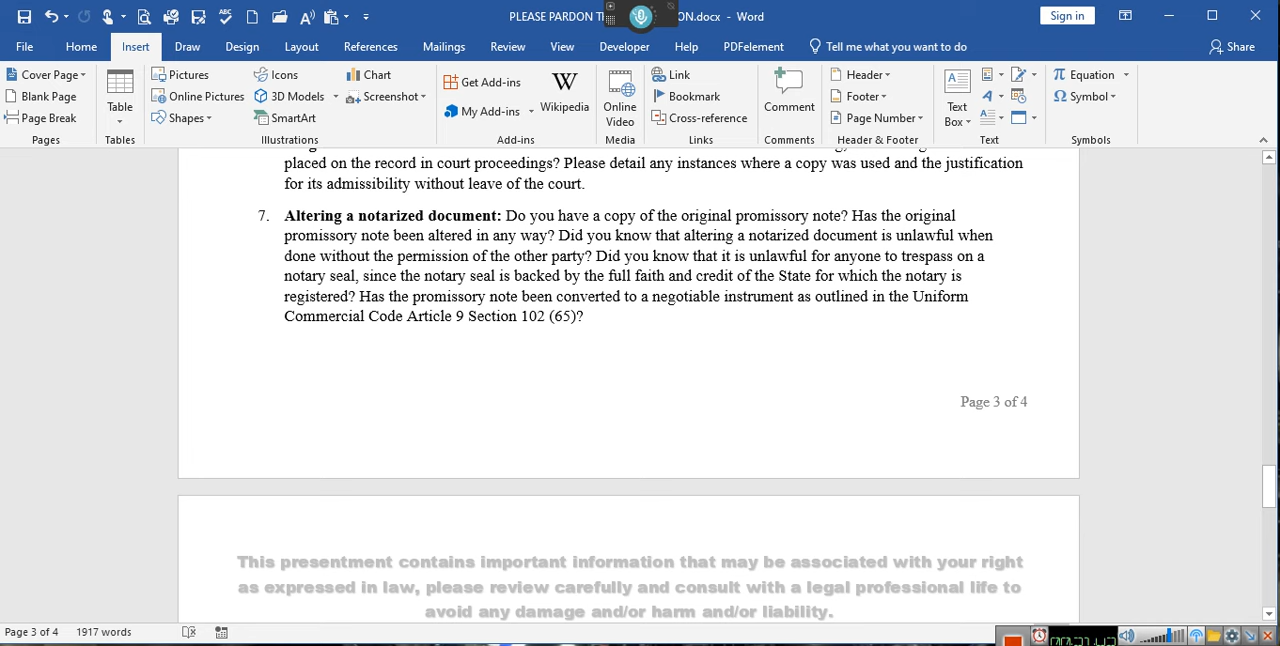 PLEASE PARDON T ON.docx - Word
Sign in
File Home Insert Draw Design Layout References Mailings Review View Developer Help PDFelement Tell me what you want to do Share
Cover Page
Blank Page
Page Break
Pages
Table
Tables
Pictures
Online Pictures
Shapes
Icons
3D Models
SmartArt
Chart
Screenshot
Illustrations
Get Add-ins
My Add-ins
Wikipedia
Add-ins
Online Video
Media
Link
Bookmark
Cross-reference
Links
Comment
Comments
Header
Footer
Page Number
Header & Footer
Text Box
Text
Equation
Symbol
Symbols
placed on the record in court proceedings? Please detail any instances where a copy was used and the justification
for its admissibility without leave of the court.
7. Altering a notarized document: Do you have a copy of the original promissory note? Has the original
promissory note been altered in any way? Did you know that altering a notarized document is unlawful when
done without the permission of the other party? Did you know that it is unlawful for anyone to trespass on a
notary seal, since the notary seal is backed by the full faith and credit of the State for which the notary is
registered? Has the promissory note been converted to a negotiable instrument as outlined in the Uniform
Commercial Code Article 9 Section 102 (65)?
Page 3 of 4
This presentment contains important information that may be associated with your right
as expressed in law, please review carefully and consult with a legal professional life to
avoid any damage and/or harm and/or liability.
Page 3 of 4 1917 words